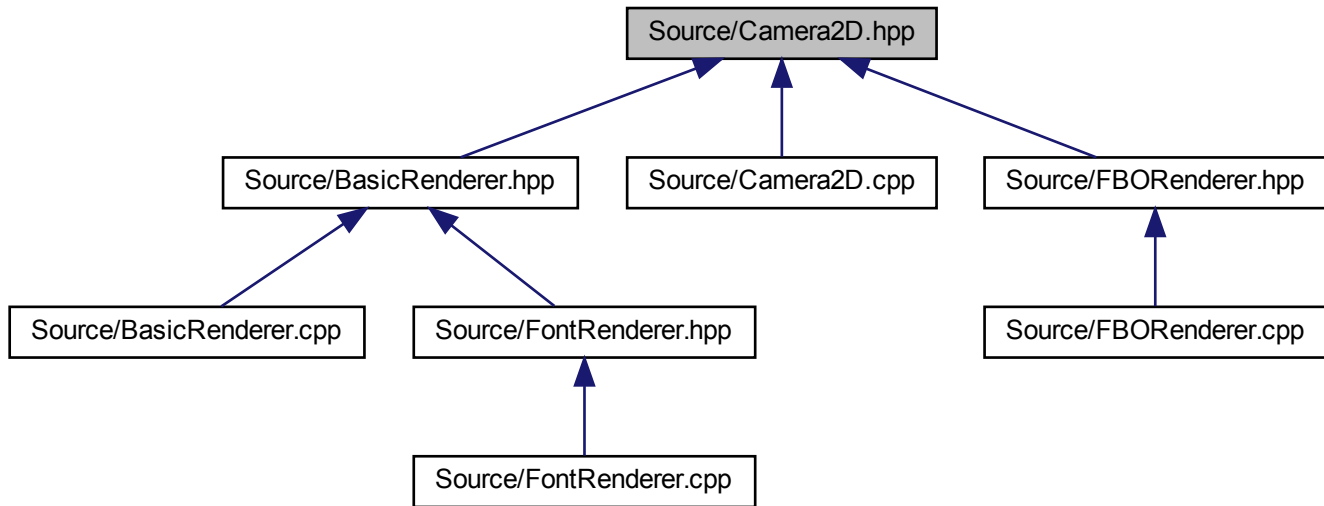 Source/Camera2D.hpp
Source/BasicRenderer.hpp
Source/Camera2D.cpp
Source/FBORenderer.hpp
Source/BasicRenderer.cpp
Source/FontRenderer.hpp
Source/FBORenderer.cpp
Source/FontRenderer.cpp